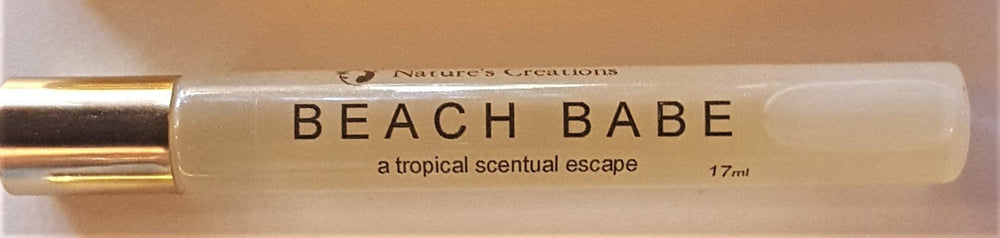 Nature's Creations
BEACH BABE
a tropical scentual escape
17ml